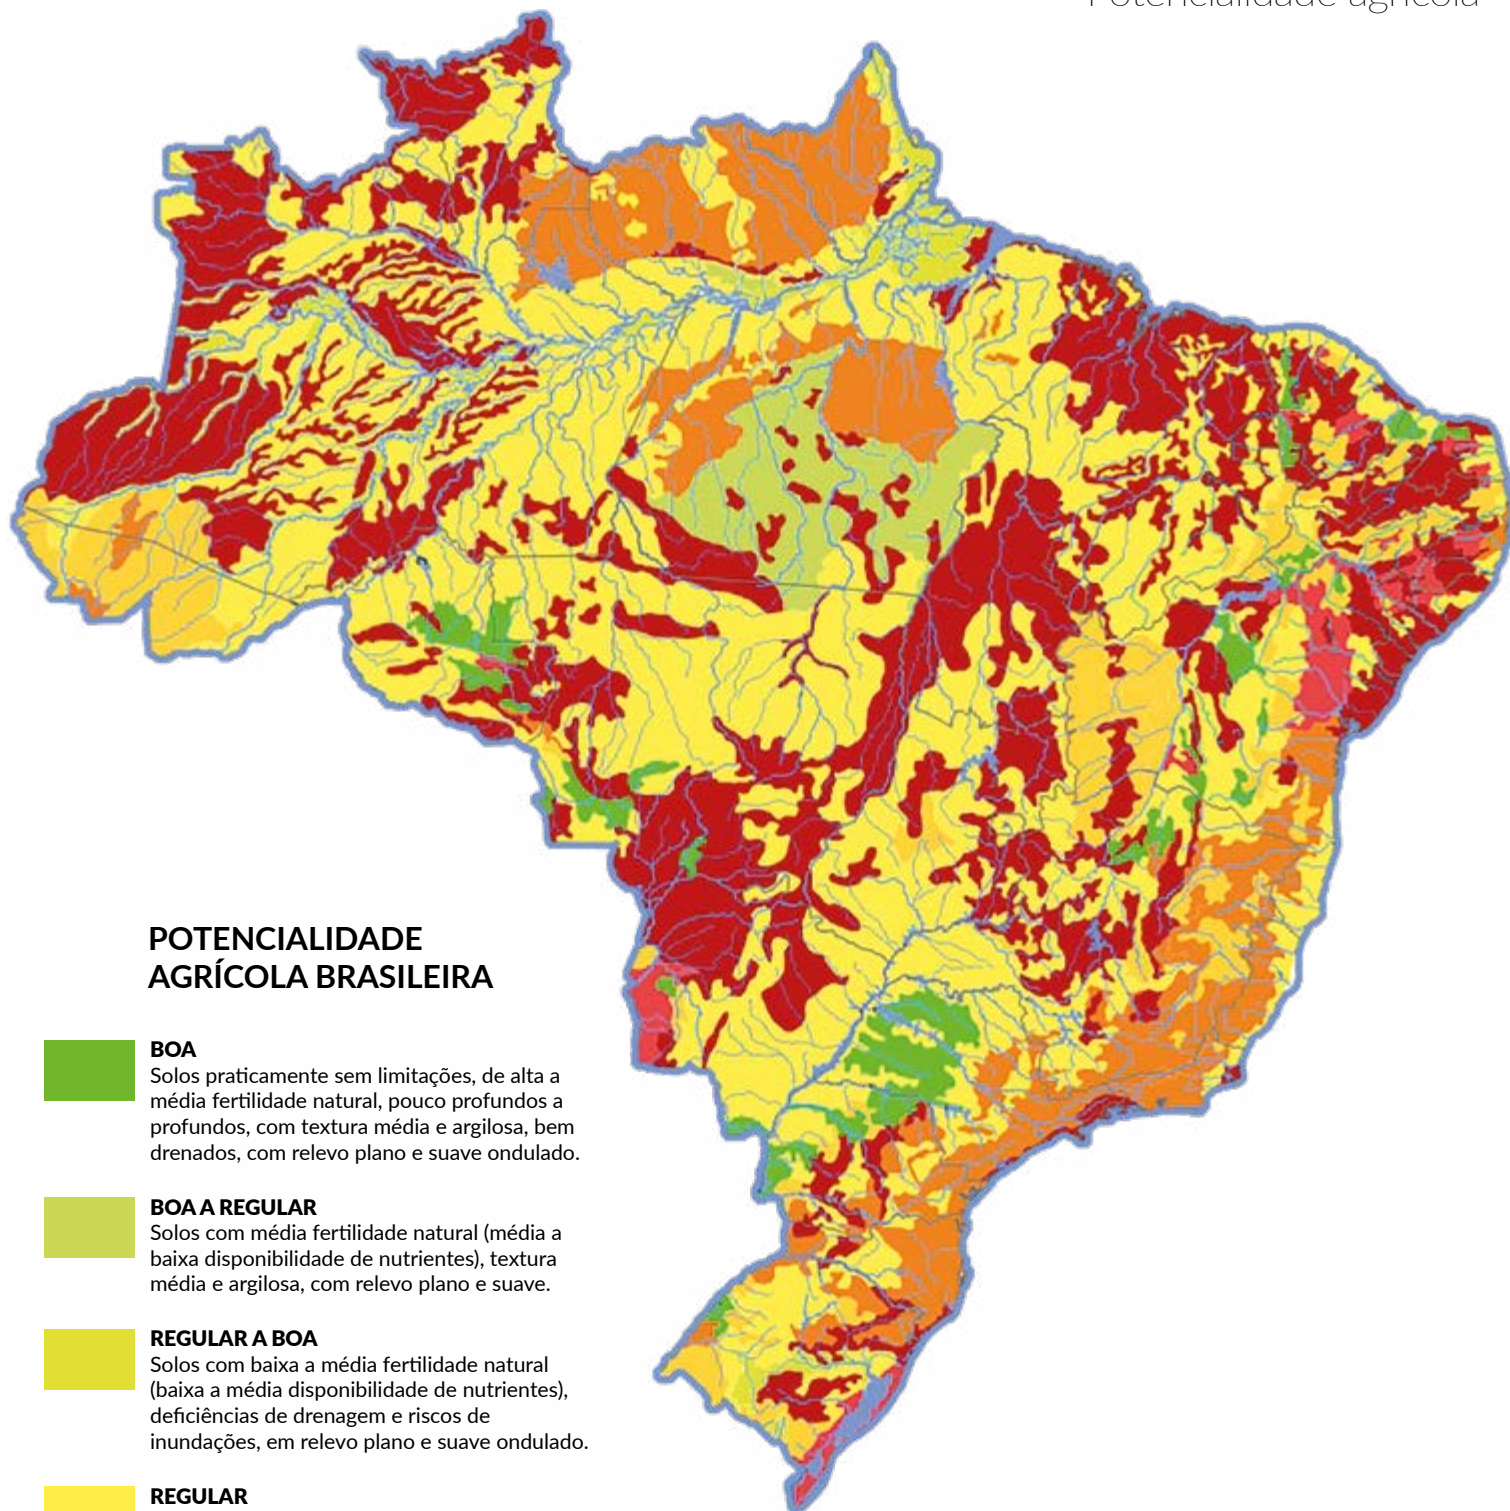 Potencialidade agrícola
POTENCIALIDADE
AGRÍCOLA BRASILEIRA
BOA
Solos praticamente sem limitações, de alta a
média fertilidade natural, pouco profundos a
profundos, com textura média e argilosa, bem
drenados, com relevo plano e suave ondulado.
BOA A REGULAR
Solos com média fertilidade natural (média a
baixa disponibilidade de nutrientes), textura
média e argilosa, com relevo plano e suave.
REGULAR A BOA
Solos com baixa a média fertilidade natural
(baixa a média disponibilidade de nutrientes),
deficiências de drenagem e riscos de
inundações, em relevo plano e suave ondulado.
REGULAR